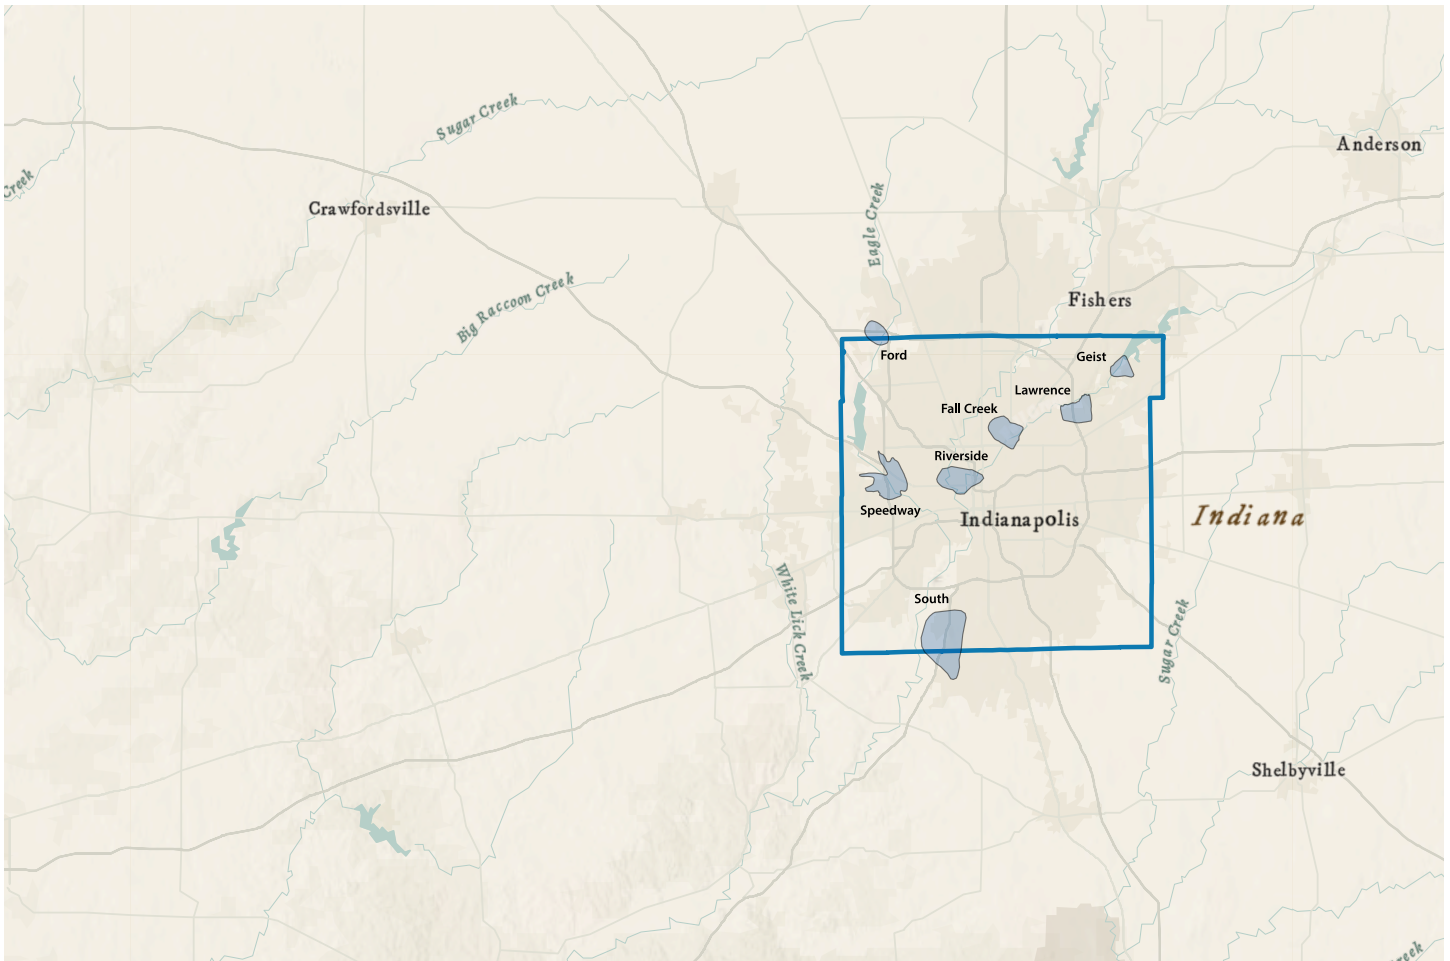 Sugar Creek
Anderson
Creek
Crawfordsville
Eagle Creek
Big Raccoon Creek
Fishers
Ford
Geist
Lawrence
Fall Creek
Riverside
Speedway
Indianapolis
Indiana
White Lick Creek
South
Sugar Creek
Shelbyville
reek